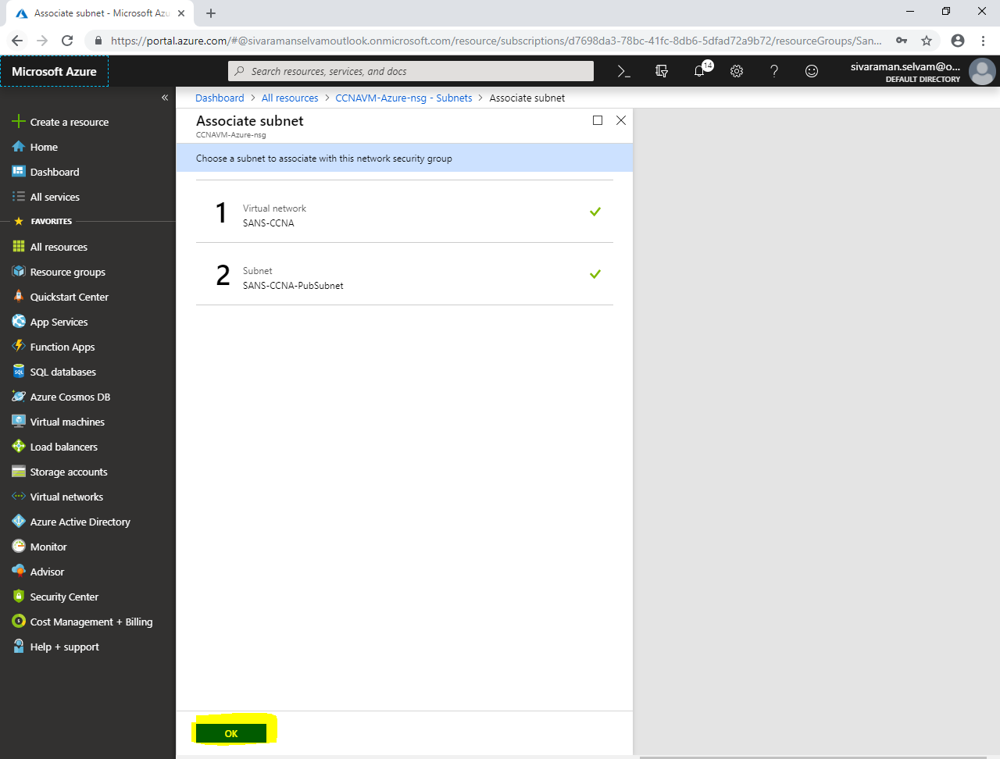 Associate subnet - Microsoft Azu
https://portal.azure.com/#@sivaramanselvamoutlook.onmicrosoft.com/resource/subscriptions/d7698da3-78bc-41fc-8db6-5dfad72a9b72/resourceGroups/San...
Microsoft Azure
Search resources, services, and docs
14
sivaraman.selvam@o...
DEFAULT DIRECTORY
«
Create a resource
Home
Dashboard
All services
FAVORITES
All resources
Resource groups
Quickstart Center
App Services
Function Apps
SQL
SQL databases
Azure Cosmos DB
Virtual machines
Load balancers
Storage accounts
Virtual networks
Azure Active Directory
Monitor
Advisor
Security Center
Cost Management + Billing
Help + support
Dashboard > All resources > CCNAVM-Azure-nsg - Subnets > Associate subnet
Associate subnet
CCNAVM-Azure-nsg
Choose a subnet to associate with this network security group
1
Virtual network
SANS-CCNA
2
Subnet
SANS-CCNA-PubSubnet
OK